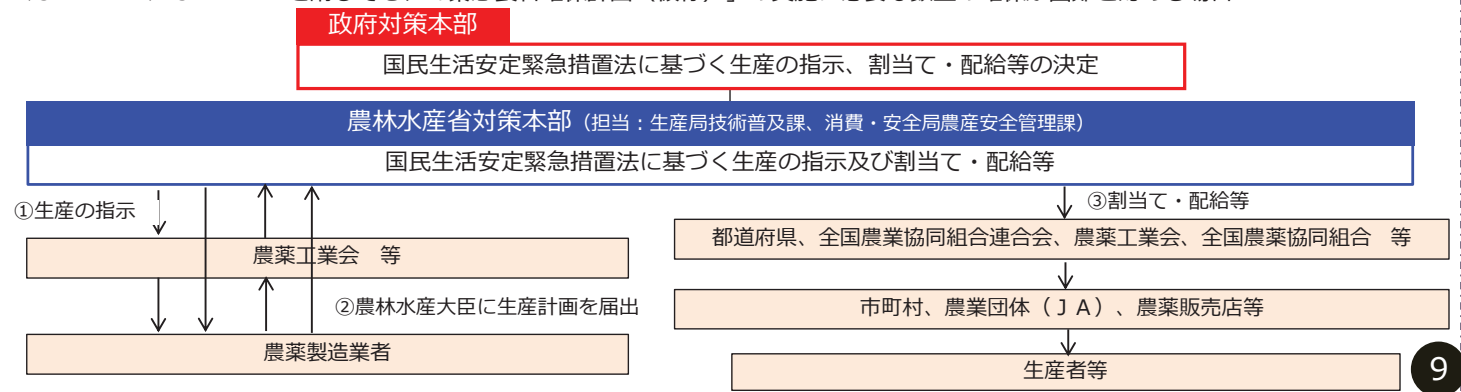 政府対策本部
国民生活安定緊急措置法に基づく生産の指示、割当て・配給等の決定
農林水産省対策本部（担当：生産局技術普及課、消費・安全局農産安全管理課）
国民生活安定緊急措置法に基づく生産の指示及び割当て・配給等
①生産の指示
③割当て・配給等
農薬工業会　等
都道府県、全国農業協同組合連合会、農薬工業会、全国農薬協同組合　等
②農林水産大臣に生産計画を届出
市町村、農業団体（ＪＡ）、農薬販売店等
農薬製造業者
生産者等
9